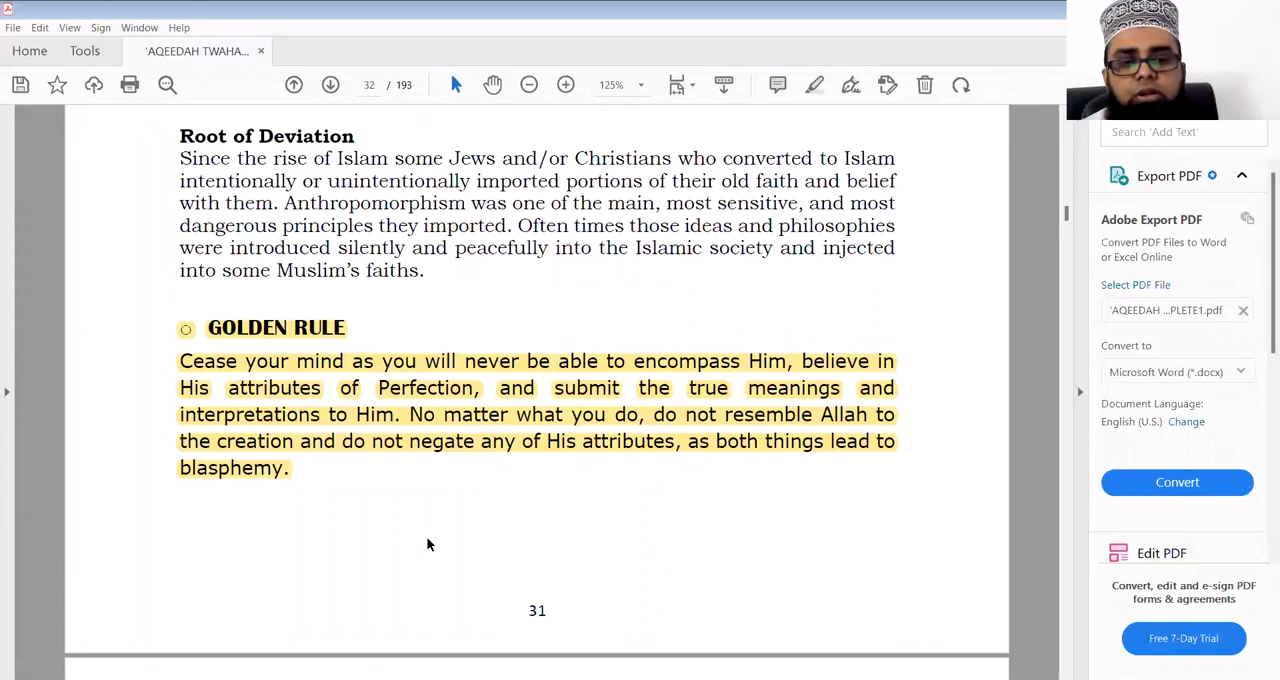 File Edit View Sign Window Help
Home Tools 'AQEEDAH TWAHA... ×
32 / 193 125%
Root of Deviation
Since the rise of Islam some Jews and/or Christians who converted to Islam
intentionally or unintentionally imported portions of their old faith and belief
with them. Anthropomorphism was one of the main, most sensitive, and most
dangerous principles they imported. Often times those ideas and philosophies
were introduced silently and peacefully into the Islamic society and injected
into some Muslim's faiths.
GOLDEN RULE
Cease your mind as you will never be able to encompass Him, believe in
His attributes of Perfection, and submit the true meanings and
interpretations to Him. No matter what you do, do not resemble Allah to
the creation and do not negate any of His attributes, as both things lead to
blasphemy.
31
Search 'Add Text'
Export PDF
Adobe Export PDF
Convert PDF Files to Word
or Excel Online
Select PDF File
'AQEEDAH ...PLETE1.pdf
Convert to
Microsoft Word (*.docx)
Document Language:
English (U.S.) Change
Convert
Edit PDF
Convert, edit and e-sign PDF
forms & agreements
Free 7-Day Trial